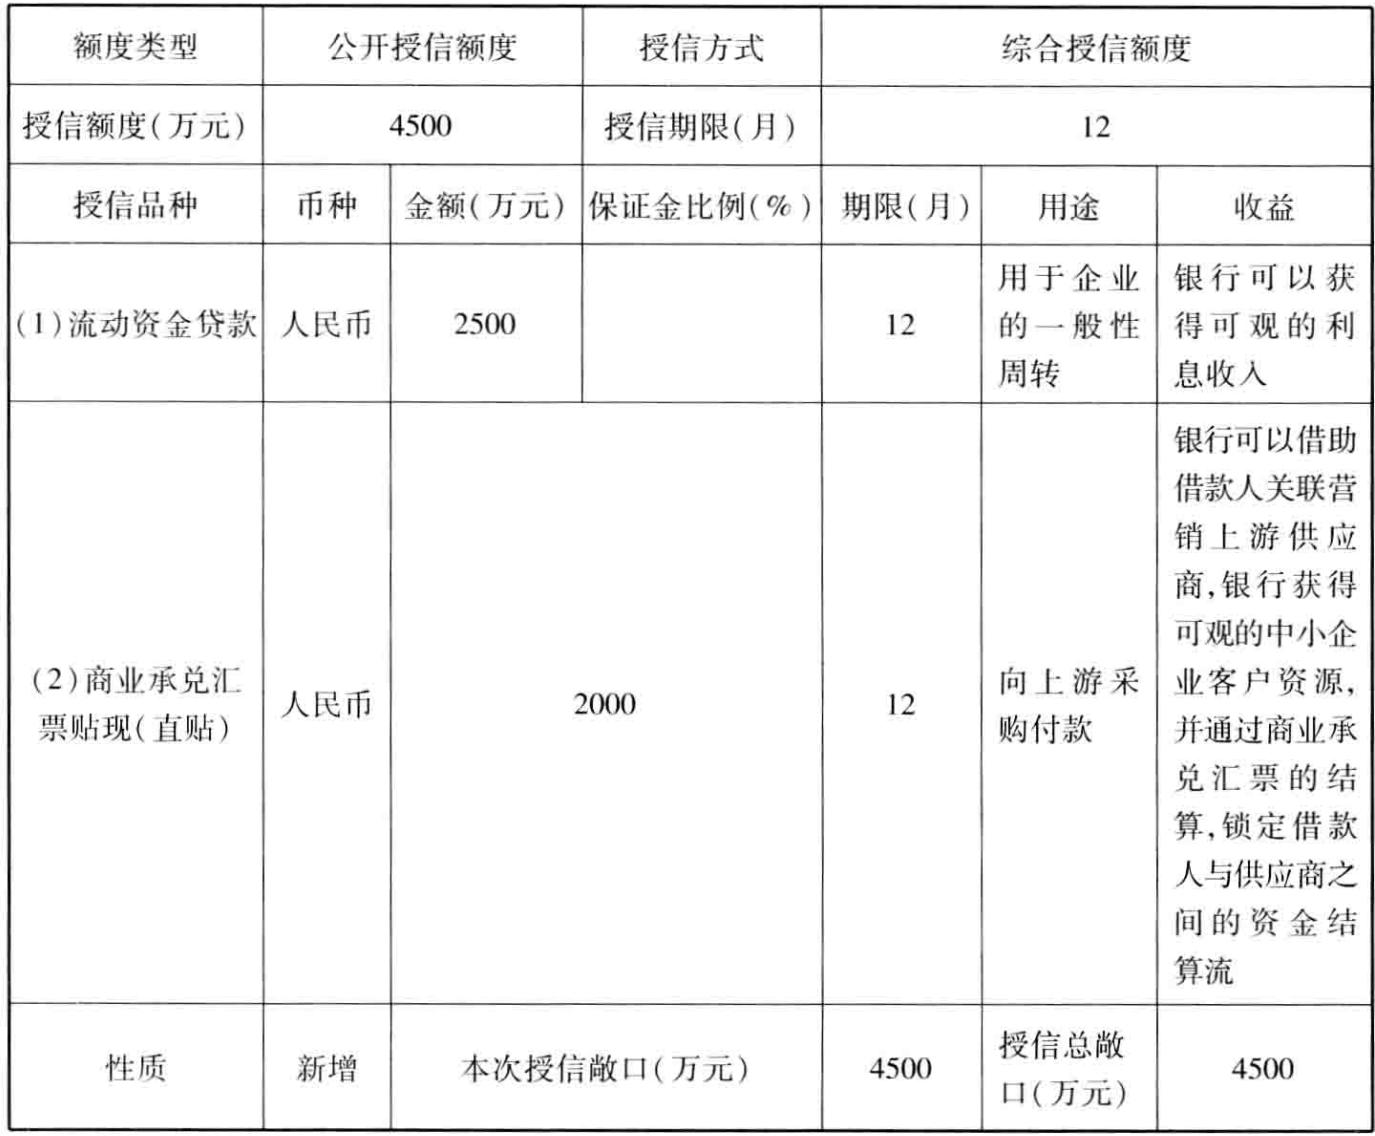 额度类型 公开授信额度 授信方式 综合授信额度
授信额度(万元) 4500 授信期限(月) 12
授信品种 币种 金额(万元) 保证金比例(%) 期限(月) 用途 收益
(1)流动资金贷款 人民币 2500 12
用于企业
的一般性
周转
银行可以获
得可观的利
息收入
(2)商业承兑汇
票贴现(直贴)
人民币 2000 12
向上游采
购付款
银行可以借助
借款人关联营
销上游供应
商,银行获得
可观的中小企
业客户资源,
并通过商业承
兑汇票的结
算,锁定借款
人与供应商之
间的资金结
算流
性质 新增 本次授信敞口(万元) 4500
授信总敞
口(万元)
4500